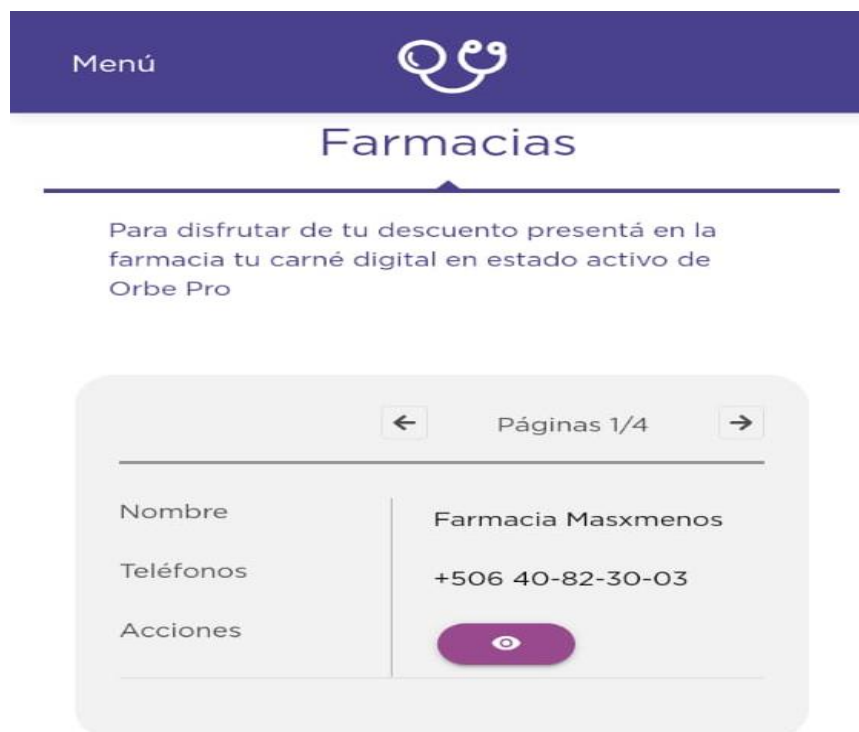 Menú
Farmacias
Para disfrutar de tu descuento presentá en la
farmacia tu carné digital en estado activo de
Orbe Pro
Páginas 1/4
Nombre
Farmacia Masxmenos
Teléfonos
+506 40-82-30-03
Acciones